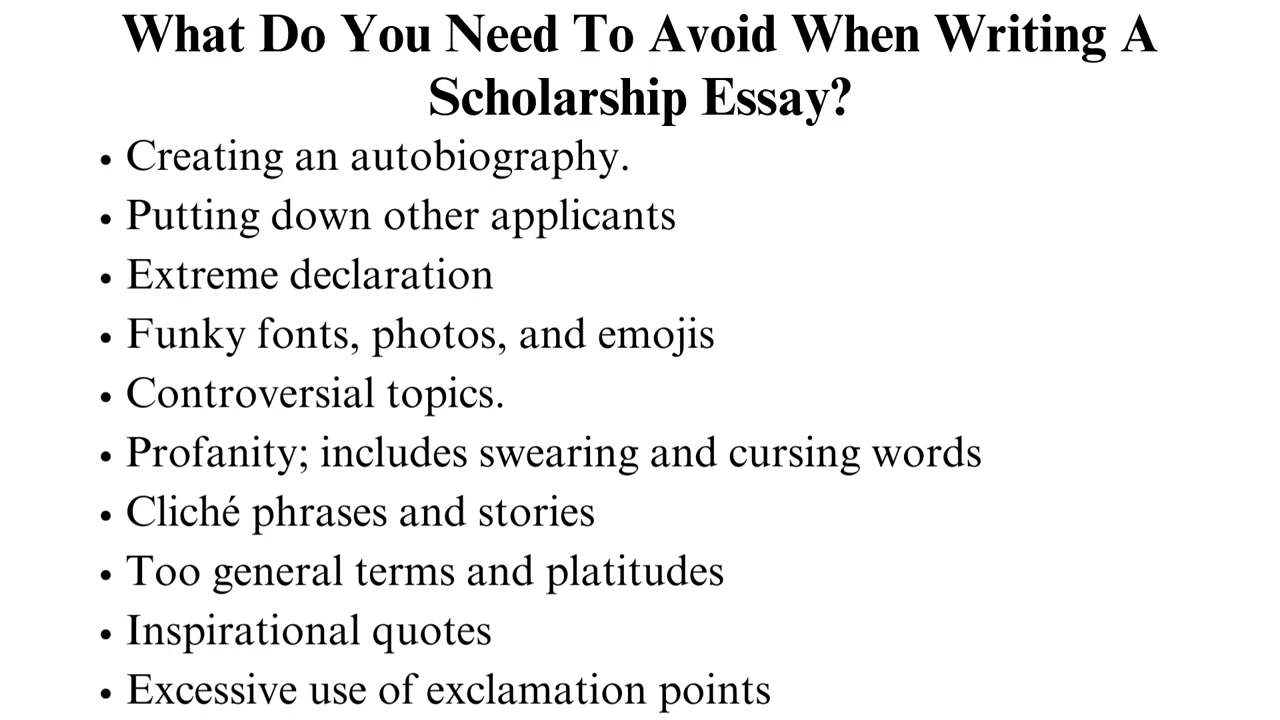 What Do You Need To Avoid When Writing A
Scholarship Essay?
• Creating an autobiography.
• Putting down other applicants
• Extreme declaration
• Funky fonts, photos, and emojis
• Controversial topics.
• Profanity; includes swearing and cursing words
• Cliché phrases and stories
• Too general terms and platitudes
• Inspirational quotes
• Excessive use of exclamation points